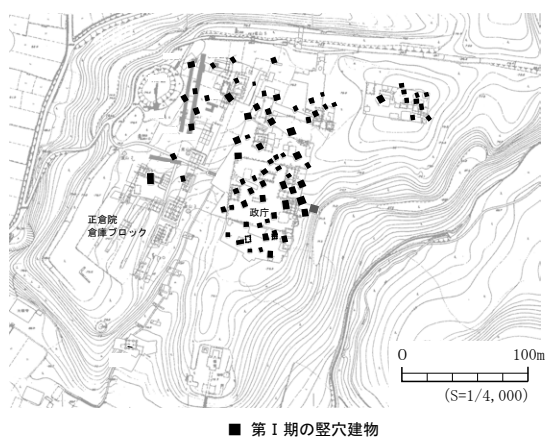 正倉院
倉庫ブロック
政庁
0 100m
(S=1/4,000)
■ 第Ⅰ期の竪穴建物